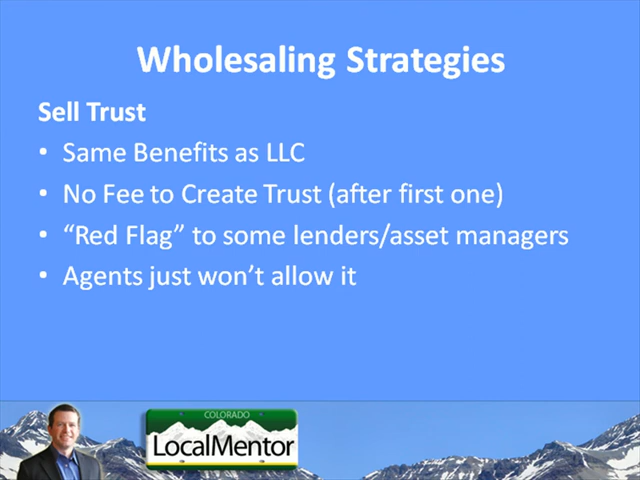 Wholesaling Strategies
Sell Trust
• Same Benefits as LLC
• No Fee to Create Trust (after first one)
• “Red Flag” to some lenders/asset managers
• Agents just won’t allow it
COLORADO
LocalMentor